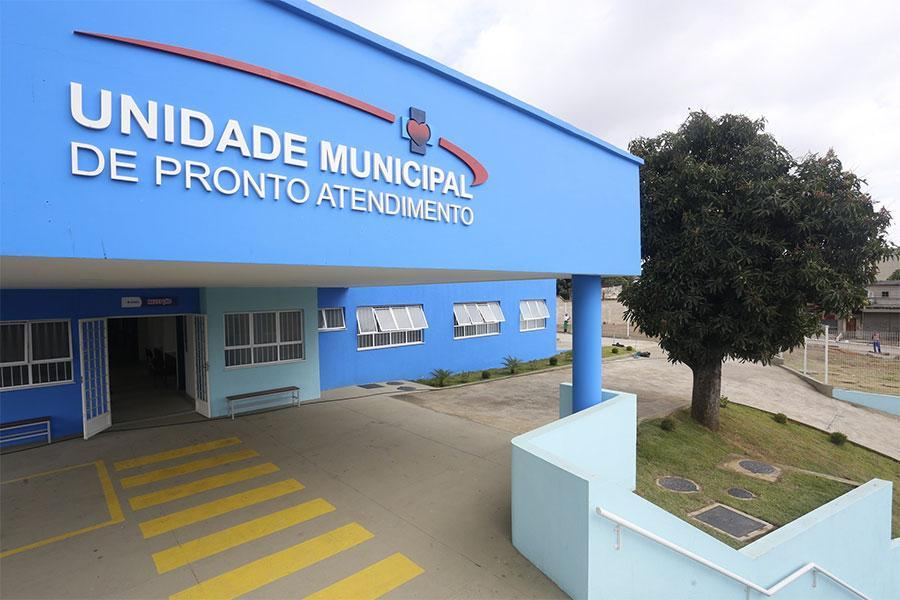 UNIDADE MUNICIPAL
DE PRONTO ATENDIMENTO